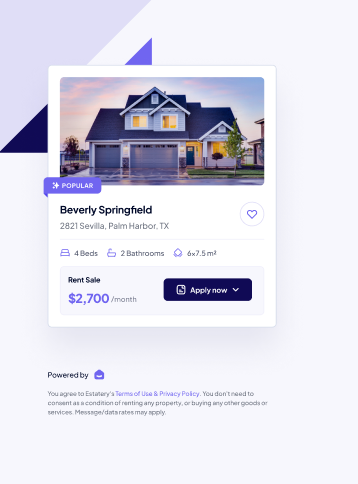 POPULAR
Beverly Springfield
2821 Sevilla, Palm Harbor, TX
4 Beds 2 Bathrooms 6x7.5 m²
Rent Sale
$2,700 /month
Apply now
Powered by
You agree to Estatery's Terms of Use & Privacy Policy. You don't need to
consent as a condition of renting any property, or buying any other goods or
services. Message/data rates may apply.